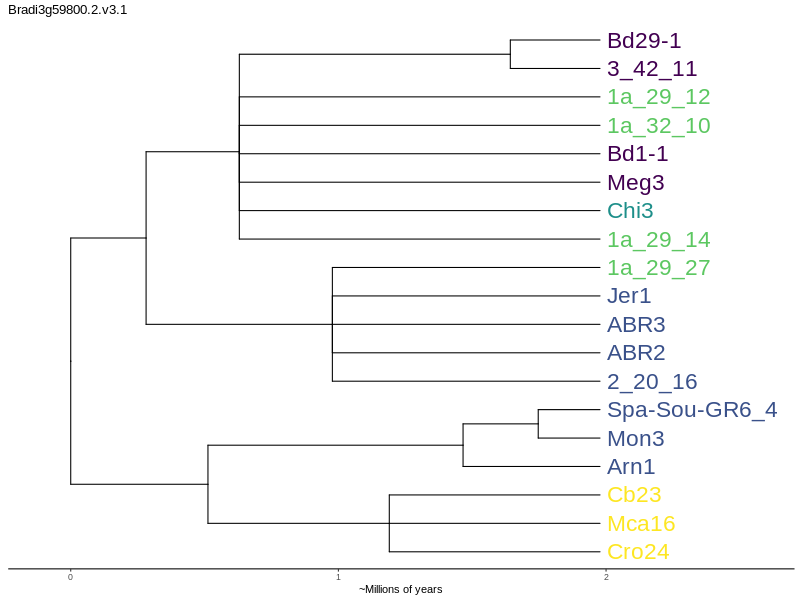 Bradi3g59800.2.v3.1
Bd29-1
3_42_11
1a_29_12
1a_32_10
Bd1-1
Meg3
Chi3
1a_29_14
1a_29_27
Jer1
ABR3
ABR2
2_20_16
Spa-Sou-GR6_4
Mon3
Arn1
Cb23
Mca16
Cro24
0 1 2
~Millions of years